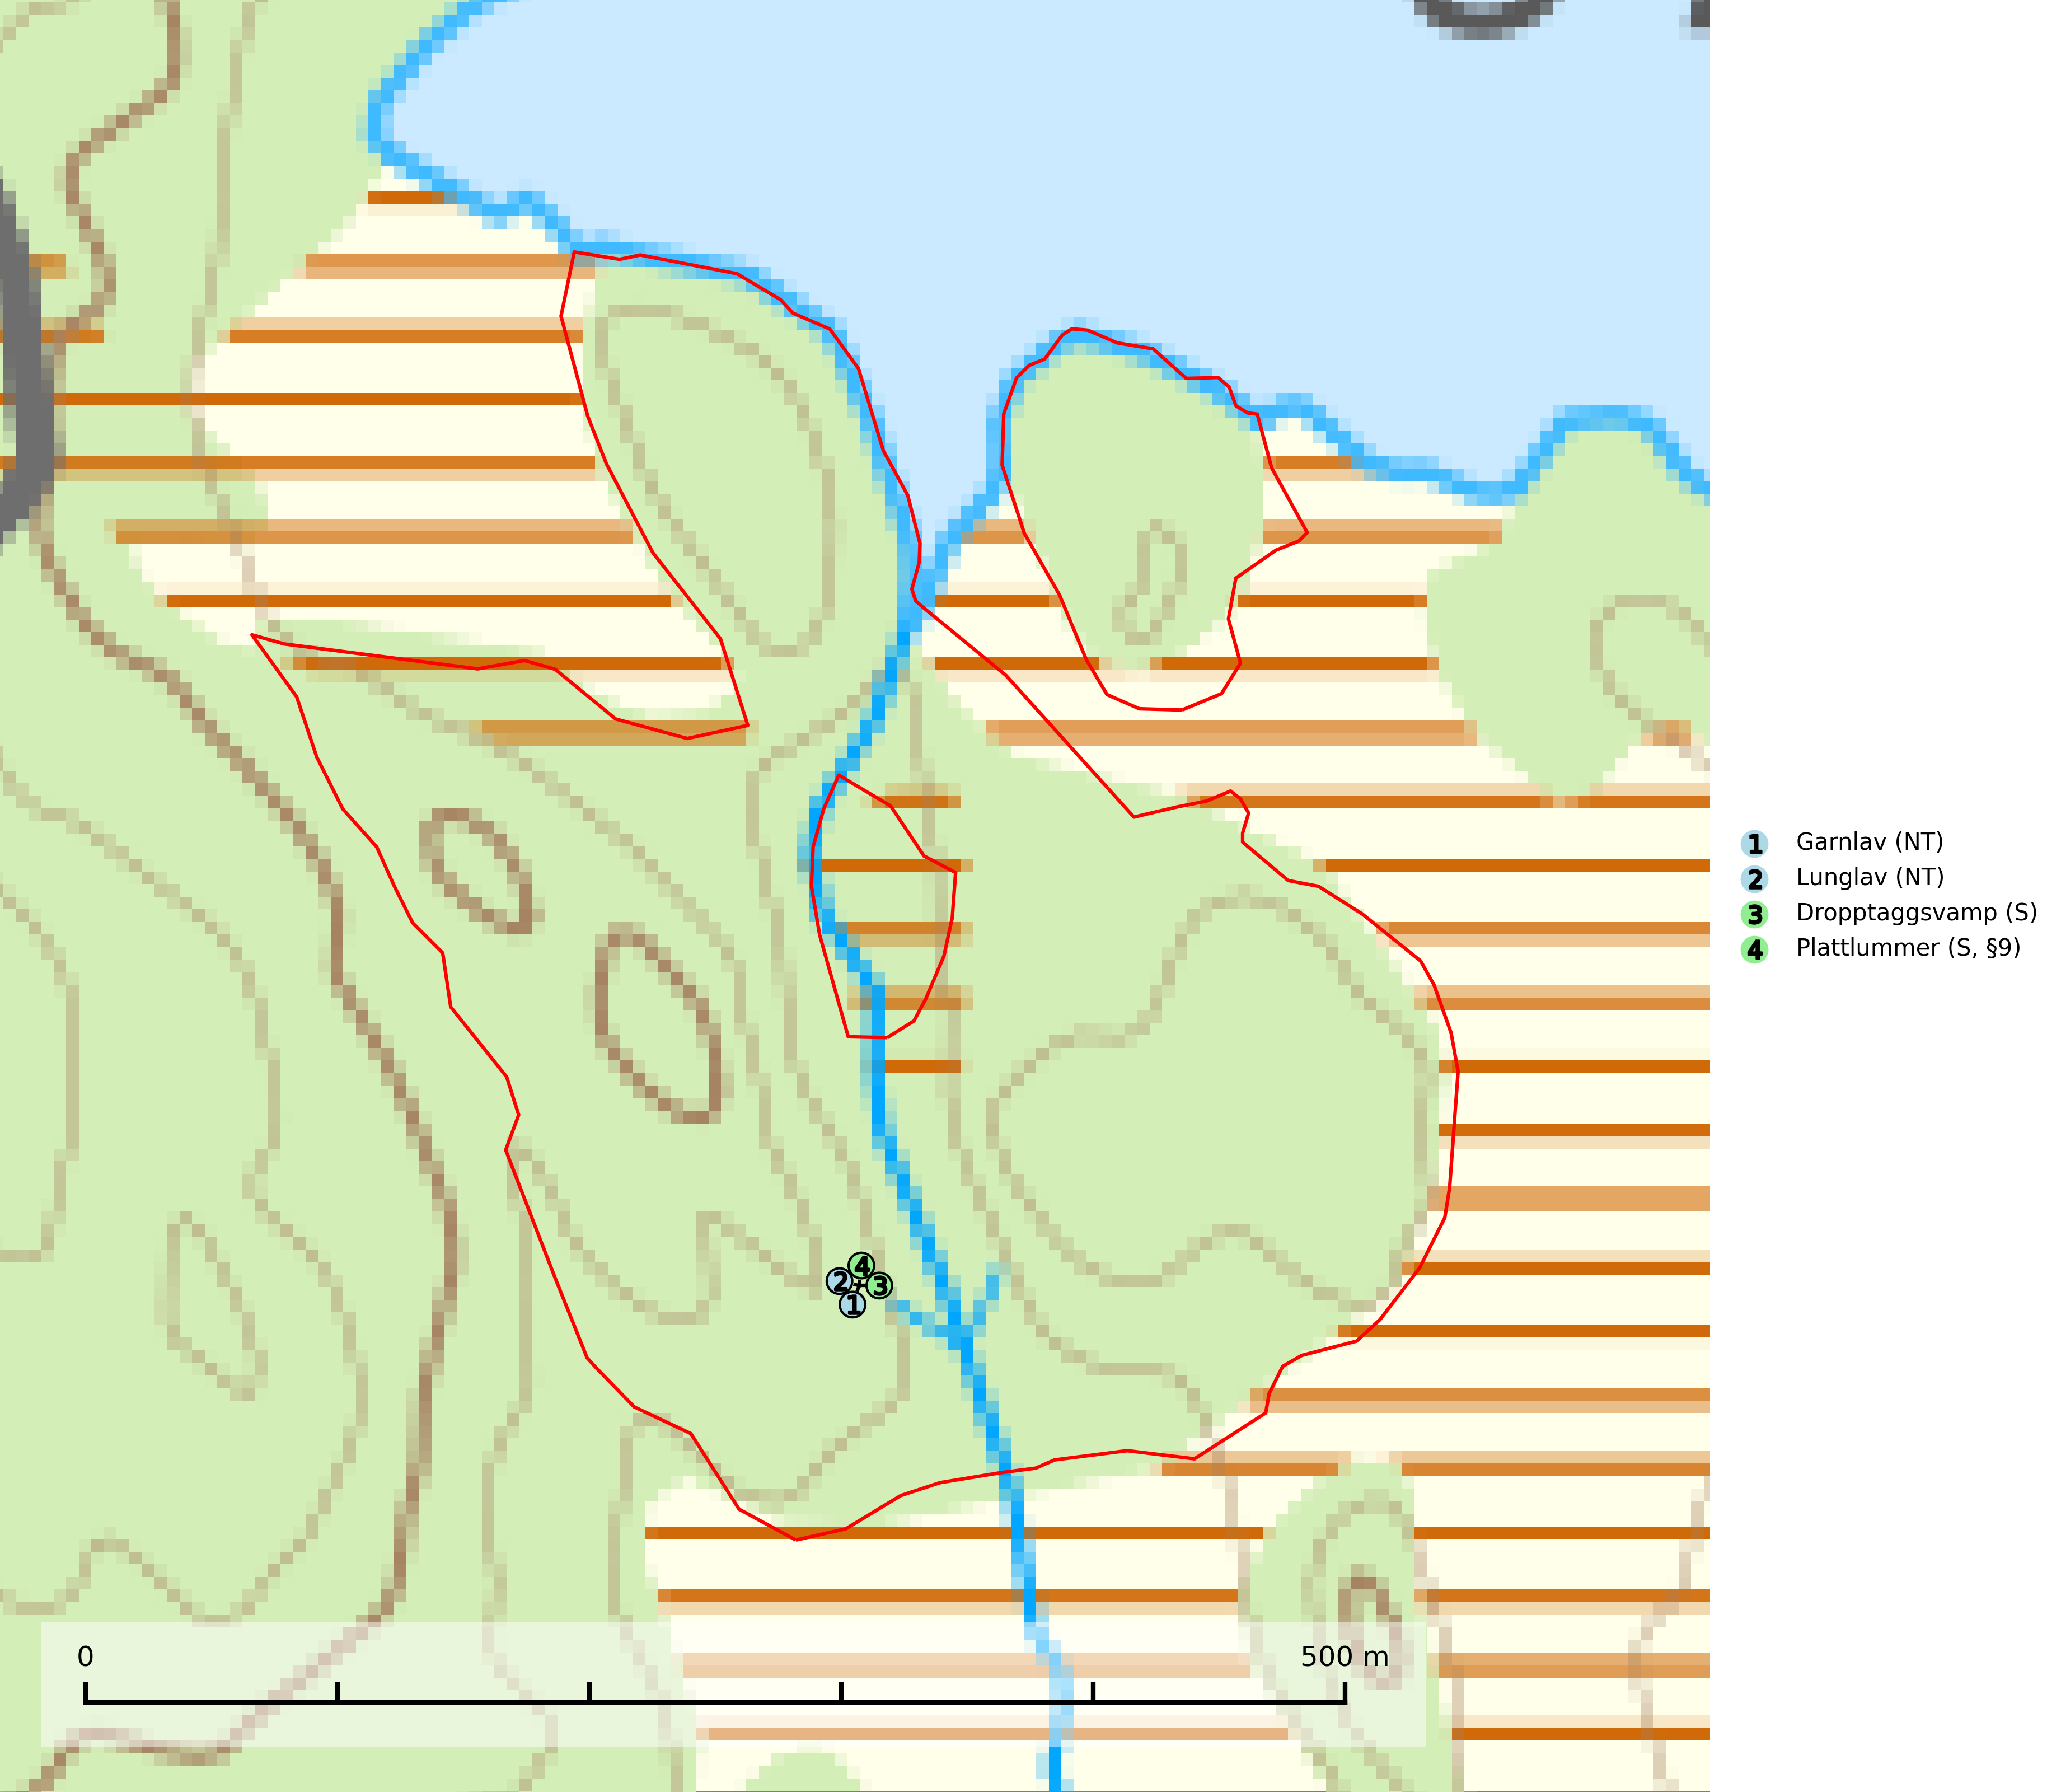 1 Garnlav (NT)
2 Lunglav (NT)
3 Dropptaggsvamp (S)
4 Plattlummer (S, §9)
4
2 3
1
0 500 m